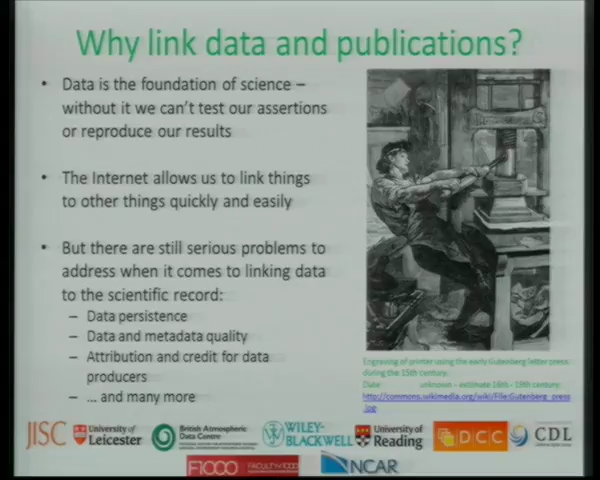 Why link data and publications?
• Data is the foundation of science –
without it we can't test our assertions
or reproduce our results
• The Internet allows us to link things
to other things quickly and easily
• But there are still serious problems to
address when it comes to linking data
to the scientific record:
– Data persistence
– Data and metadata quality
– Attribution and credit for data
producers
– ... and many more
Engraving of printer using the early Gutenberg letter press
during the 15th century.
Date unknown – estimate 16th - 19th century.
http://commons.wikimedia.org/wiki/File:Gutenberg_press
.jpg
JISC
University of
Leicester
British Atmospheric
Data Centre
WILEY-
BLACKWELL
University of
Reading
DCC
CDL
F1000 FACULTY of 1000
NCAR